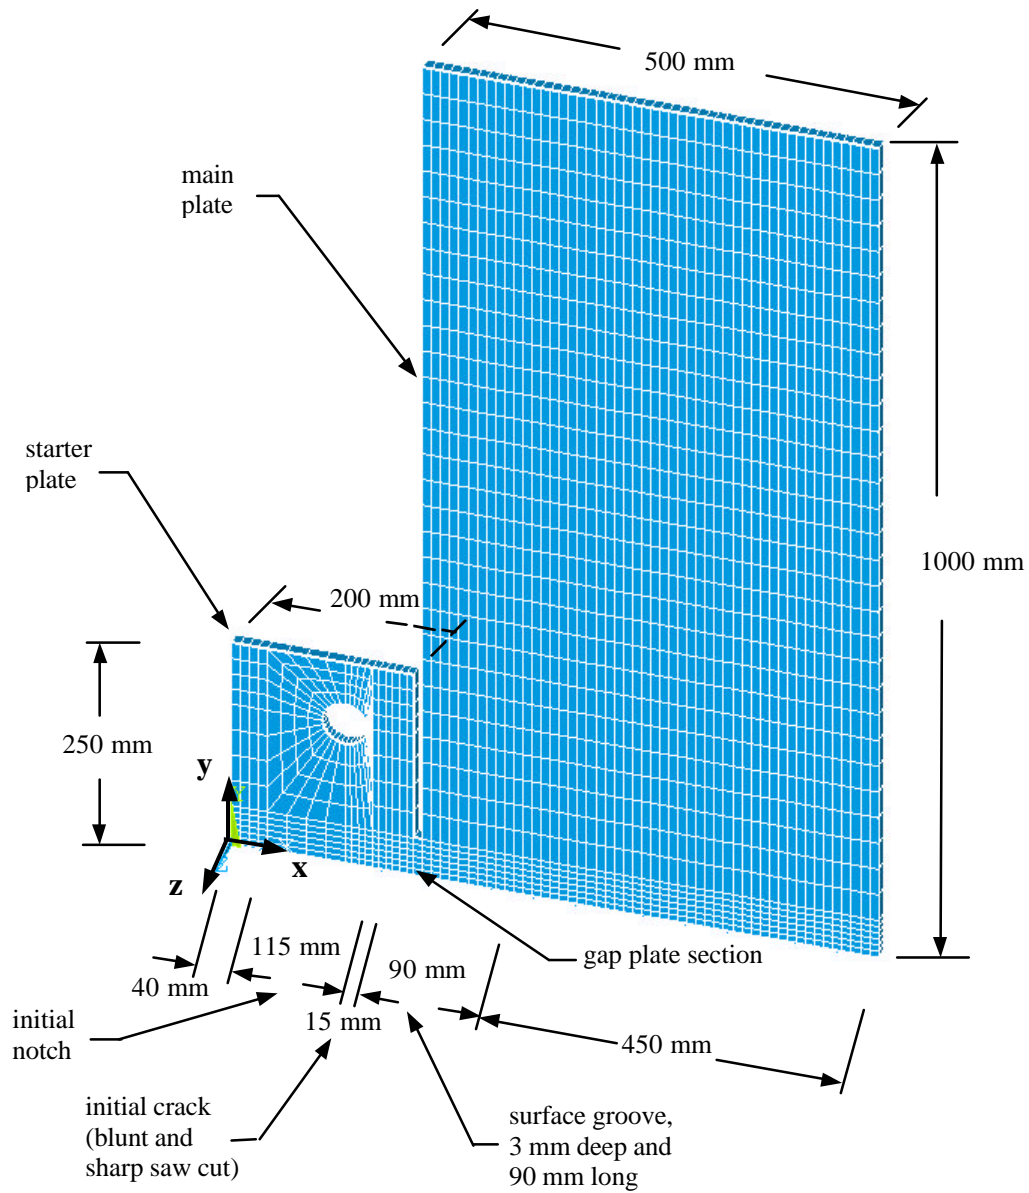 500 mm
main
plate
starter
plate
1000 mm
200 mm
250 mm
y
x
z
115 mm
90 mm
gap plate section
40 mm
15 mm
initial
notch
450 mm
initial crack
(blunt and
sharp saw cut)
surface groove,
3 mm deep and
90 mm long